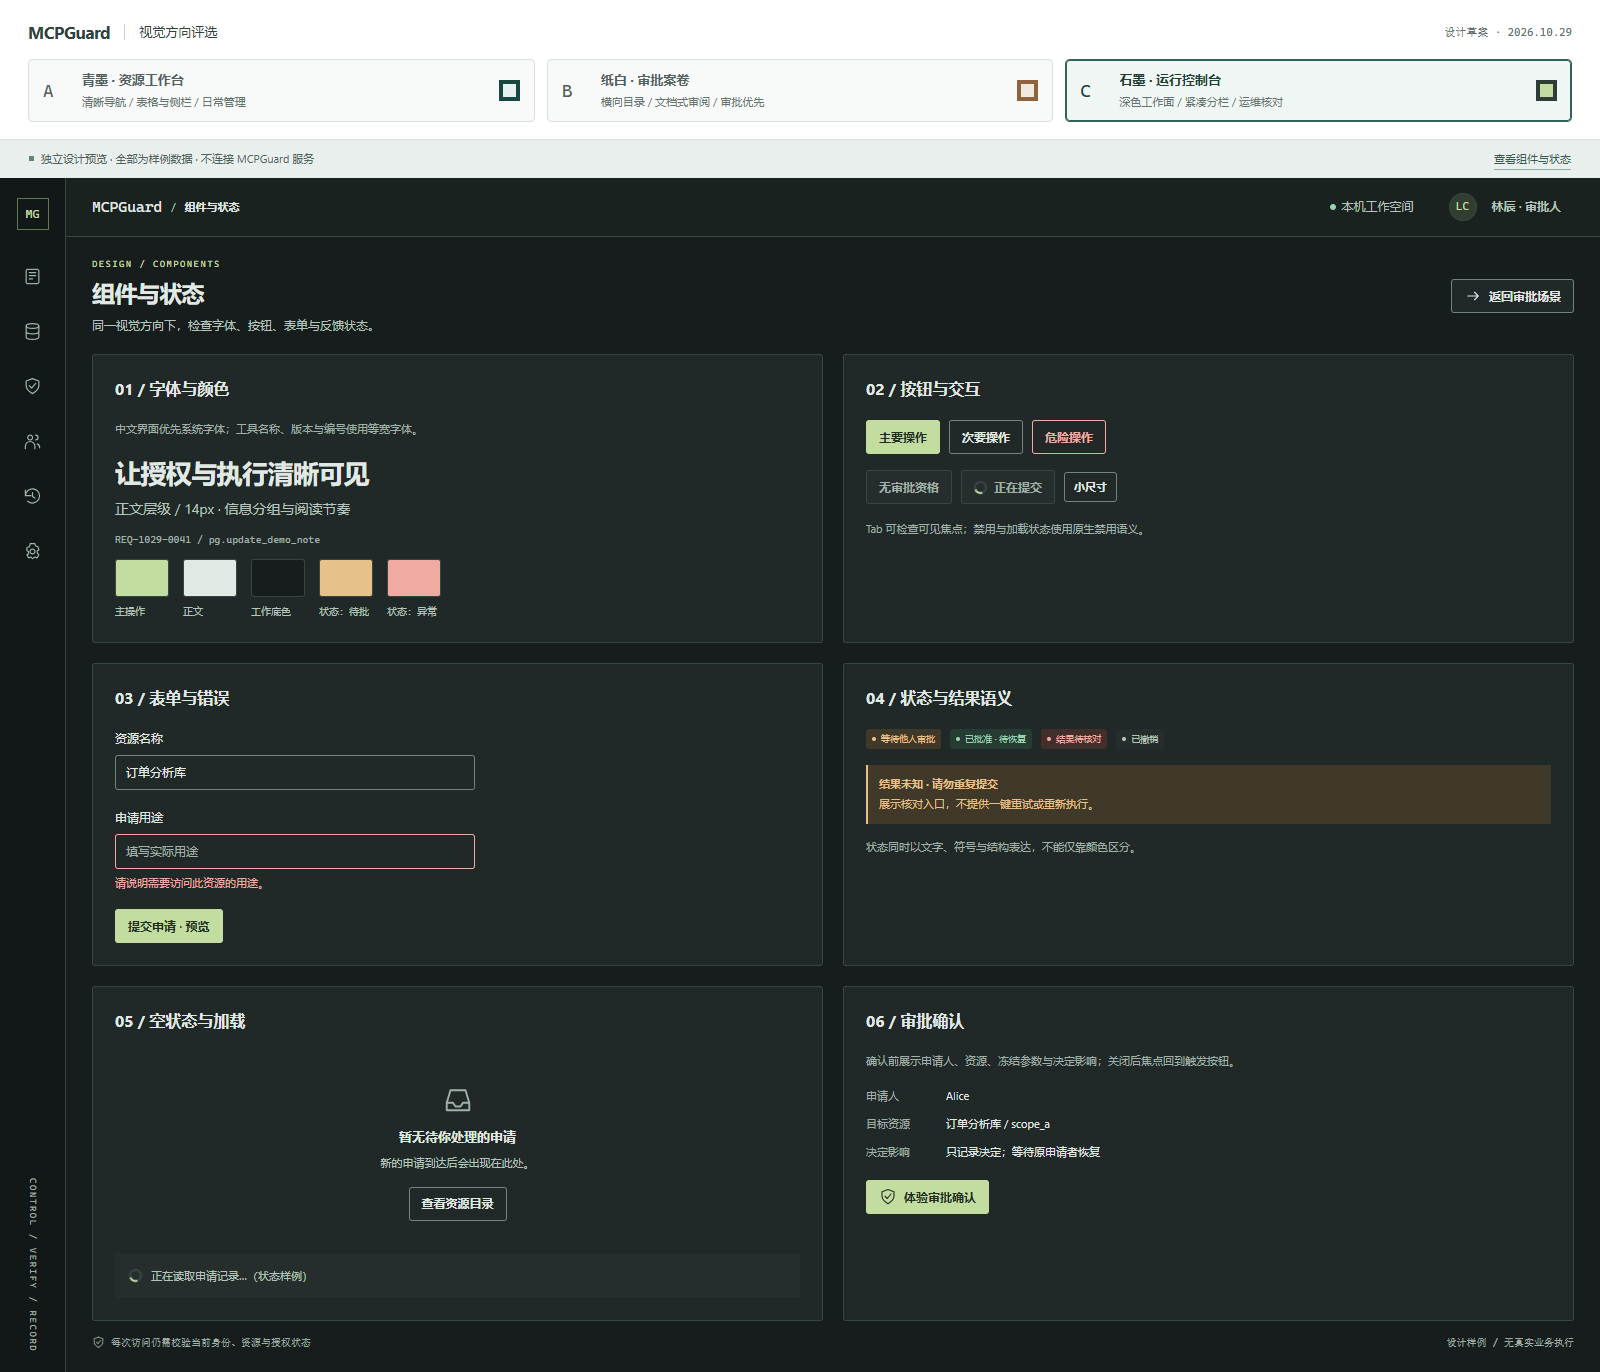 MCPGuard 视觉方向评选
设计草案 · 2026.10.29
A 青墨 · 资源工作台
清晰导航 / 表格与侧栏 / 日常管理
B 纸白 · 审批案卷
横向目录 / 文档式审阅 / 审批优先
C 石墨 · 运行控制台
深色工作面 / 紧凑分栏 / 运维核对
独立设计预览 · 全部为样例数据 · 不连接 MCPGuard 服务
查看组件与状态
MG
MCPGuard / 组件与状态
本机工作空间
LC 林辰 · 审批人
DESIGN / COMPONENTS
组件与状态
同一视觉方向下，检查字体、按钮、表单与反馈状态。
返回审批场景
01 / 字体与颜色
中文界面优先系统字体；工具名称、版本与编号使用等宽字体。
让授权与执行清晰可见
正文层级 / 14px · 信息分组与阅读节奏
REQ-1029-0041 / pg.update_demo_note
主操作 正文 工作底色 状态：待批 状态：异常
02 / 按钮与交互
主要操作 次要操作 危险操作
无审批资格 正在提交 小尺寸
Tab 可检查可见焦点；禁用与加载状态使用原生禁用语义。
03 / 表单与错误
资源名称
订单分析库
申请用途
填写实际用途
请说明需要访问此资源的用途。
提交申请 · 预览
04 / 状态与结果语义
等待他人审批 已批准 · 待恢复 结果待核对 已撤销
结果未知 · 请勿重复提交
展示核对入口，不提供一键重试或重新执行。
状态同时以文字、符号与结构表达，不能仅靠颜色区分。
05 / 空状态与加载
暂无待你处理的申请
新的申请到达后会出现在此处。
查看资源目录
正在读取申请记录...（状态样例）
06 / 审批确认
确认前展示申请人、资源、冻结参数与决定影响；关闭后焦点回到触发按钮。
申请人 Alice
目标资源 订单分析库 / scope_a
决定影响 只记录决定；等待原申请者恢复
体验审批确认
CONTROL / VERIFY / RECORD
每次访问仍需校验当前身份、资源与授权状态
设计样例 / 无真实业务执行